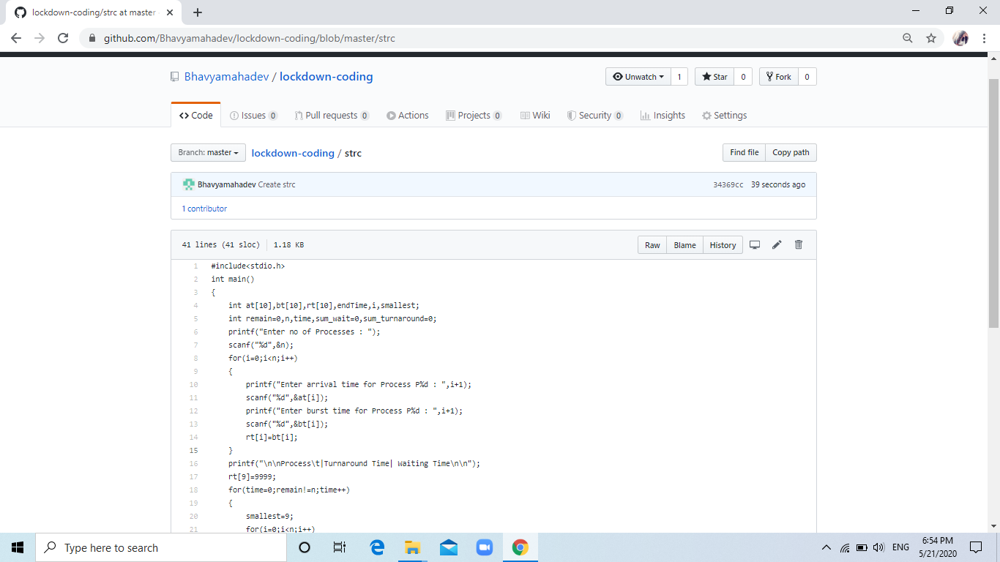 lockdown-coding/strc at master
github.com/Bhavyamahadev/lockdown-coding/blob/master/strc
Bhavyamahadev / lockdown-coding
Unwatch 1 Star 0 Fork 0
Code Issues 0 Pull requests 0 Actions Projects 0 Wiki Security 0 Insights Settings
Branch: master lockdown-coding / strc Find file Copy path
Bhavyamahadev Create strc 34369cc 39 seconds ago
1 contributor
41 lines (41 sloc) 1.18 KB Raw Blame History
1 #include<stdio.h>
2 int main()
3 {
4 int at[10],bt[10],rt[10],endTime,i,smallest;
5 int remain=0,n,time,sum_wait=0,sum_turnaround=0;
6 printf("Enter no of Processes : ");
7 scanf("%d",&n);
8 for(i=0;i<n;i++)
9 {
10 printf("Enter arrival time for Process P%d : ",i+1);
11 scanf("%d",&at[i]);
12 printf("Enter burst time for Process P%d : ",i+1);
13 scanf("%d",&bt[i]);
14 rt[i]=bt[i];
15 }
16 printf("\n\nProcess\t|Turnaround Time| Waiting Time\n\n");
17 rt[9]=9999;
18 for(time=0;remain!=n;time++)
19 {
20 smallest=9;
21 for(i=0;i<n;i++)
Type here to search
ENG
6:54 PM
5/21/2020